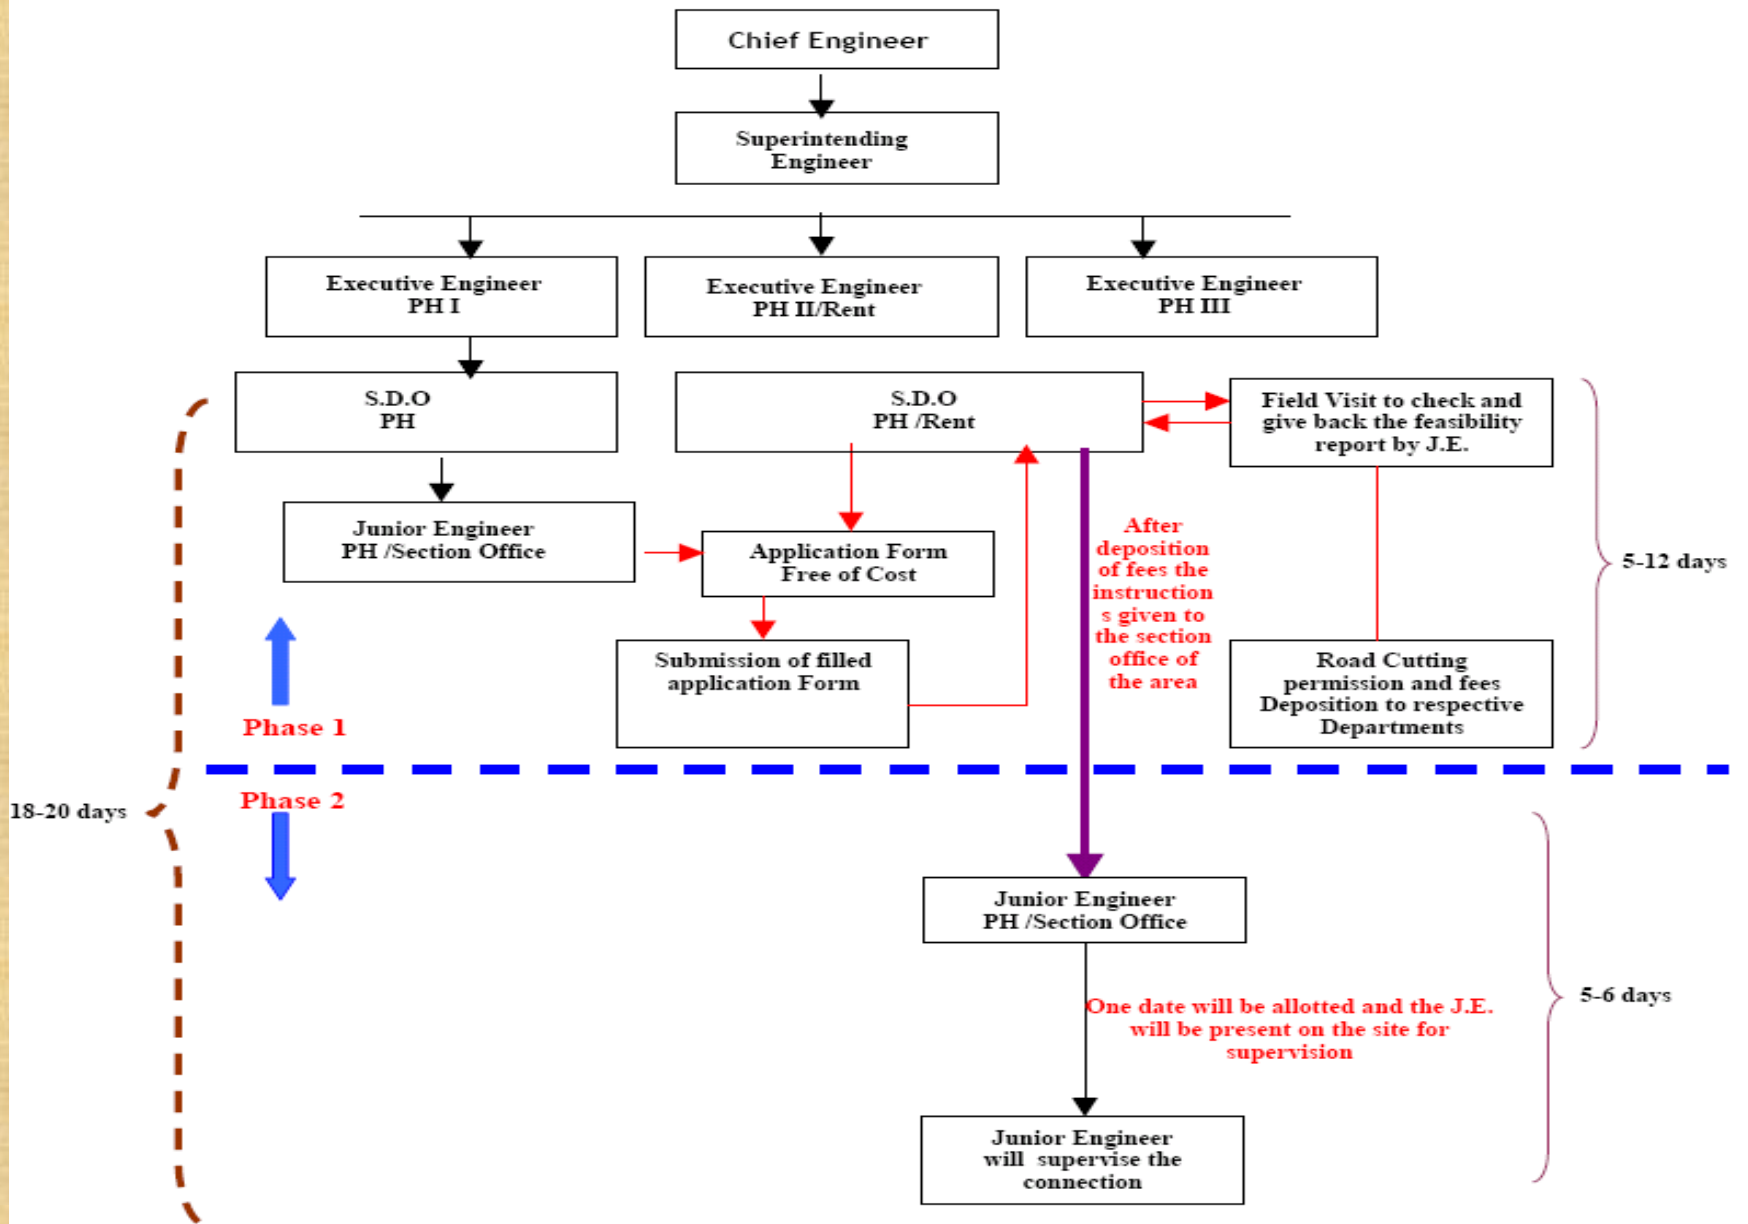 Chief Engineer
Superintending
Engineer
Executive Engineer
PH I
Executive Engineer
PH II/Rent
Executive Engineer
PH III
S.D.O
PH
S.D.O
PH /Rent
Field Visit to check and
give back the feasibility
report by J.E.
Junior Engineer
PH /Section Office
Application Form
Free of Cost
After
deposition
of fees the
instruction
s given to
the section
office of
the area
5-12 days
Submission of filled
application Form
Road Cutting
permission and fees
Deposition to respective
Departments
Phase 1
Phase 2
18-20 days
Junior Engineer
PH /Section Office
One date will be allotted and the J.E.
will be present on the site for
supervision
5-6 days
Junior Engineer
will supervise the
connection